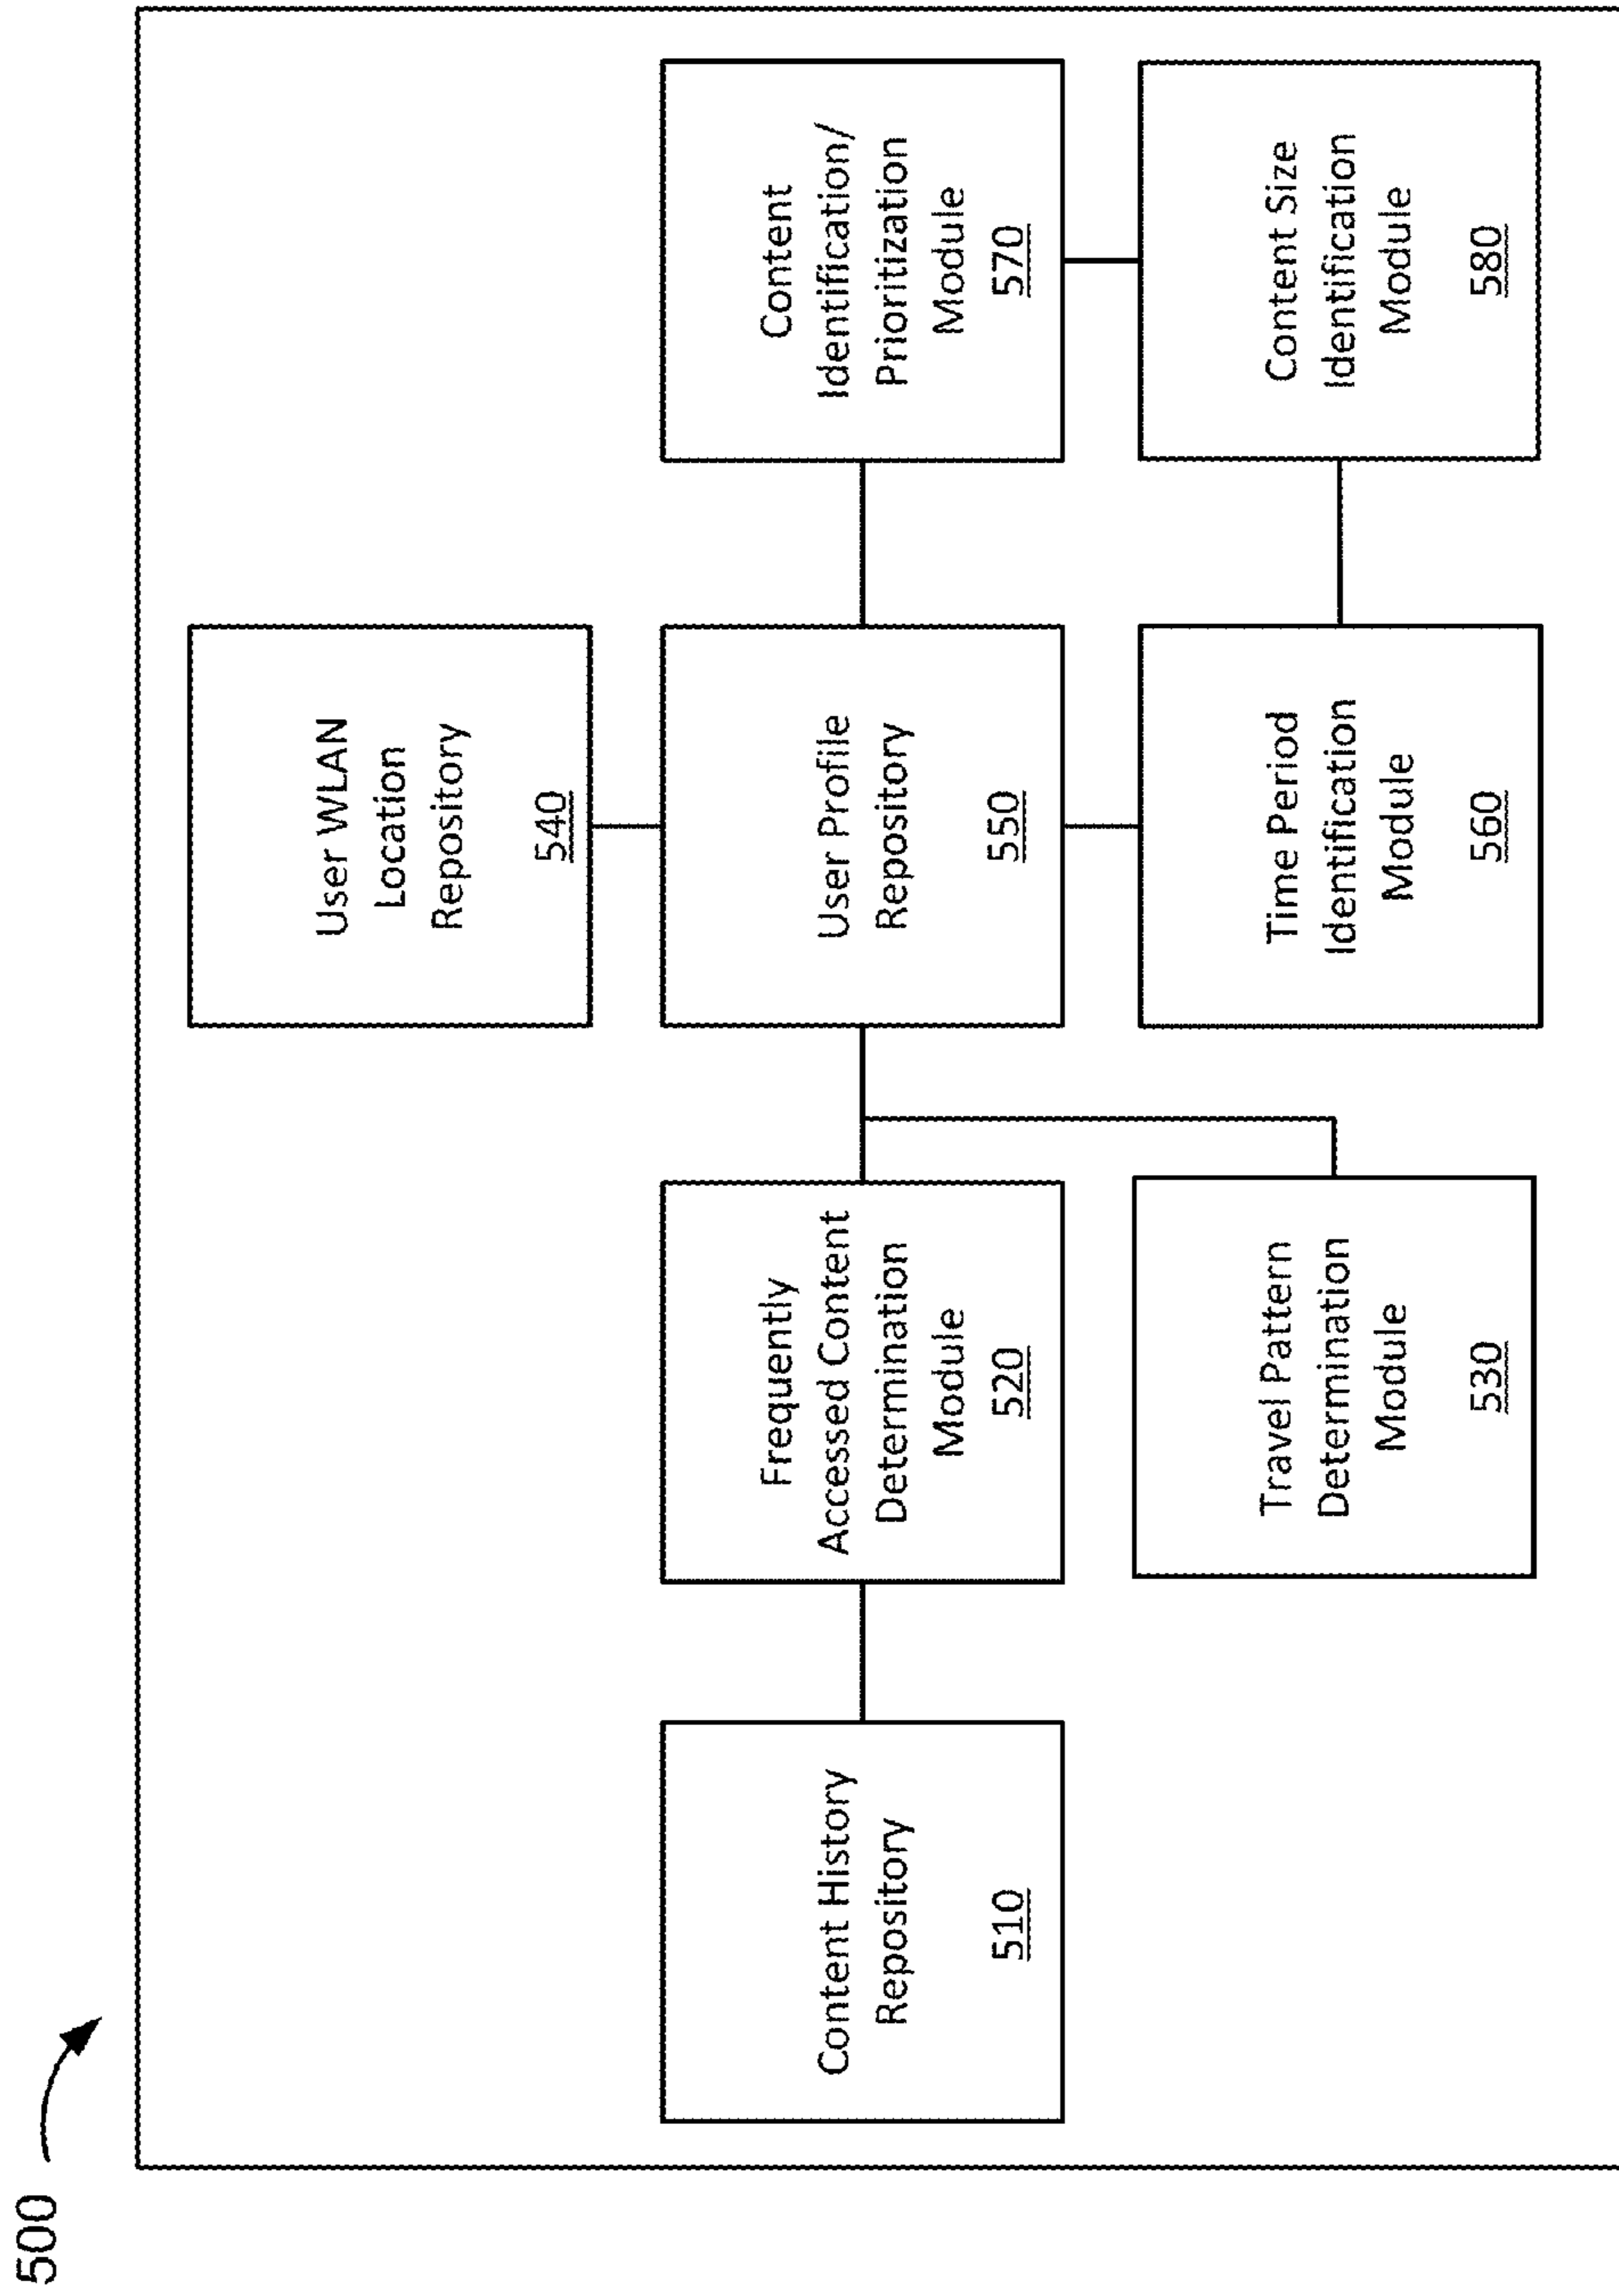 500
Content History
Repository
510
Frequently
Accessed Content
Determination
Module
520
Travel Pattern
Determination
Module
530
User WLAN
Location
Repository
540
User Profile
Repository
550
Time Period
Identification
Module
560
Content
Identification/
Prioritization
Module
570
Content Size
Identification
Module
580